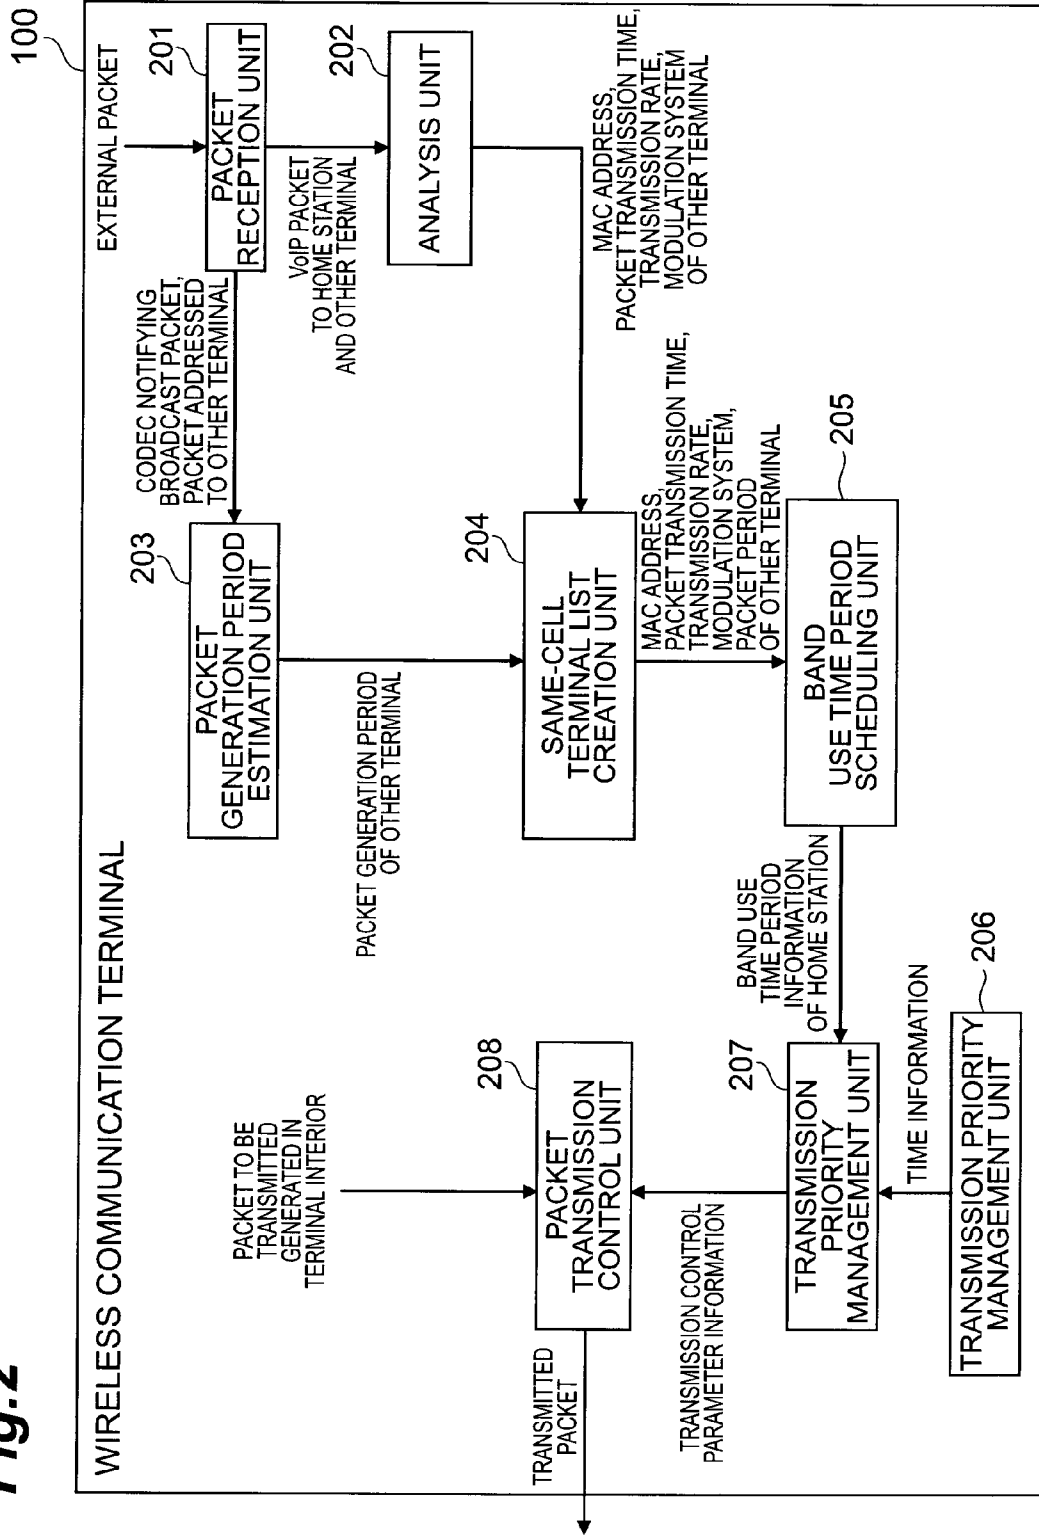 Fig.2
100
WIRELESS COMMUNICATION TERMINAL
EXTERNAL PACKET
201
PACKET
RECEPTION UNIT
CODEC NOTIFYING
BROADCAST PACKET,
PACKET ADDRESSED
TO OTHER TERMINAL
VoIP PACKET
TO HOME STATION
AND OTHER TERMINAL
202
ANALYSIS UNIT
203
PACKET
GENERATION PERIOD
ESTIMATION UNIT
MAC ADDRESS,
PACKET TRANSMISSION TIME,
TRANSMISSION RATE,
MODULATION SYSTEM
OF OTHER TERMINAL
PACKET GENERATION PERIOD
OF OTHER TERMINAL
204
SAME-CELL
TERMINAL LIST
CREATION UNIT
MAC ADDRESS,
PACKET TRANSMISSION TIME,
TRANSMISSION RATE,
MODULATION SYSTEM,
PACKET PERIOD
OF OTHER TERMINAL
205
BAND
USE TIME PERIOD
SCHEDULING UNIT
BAND USE
TIME PERIOD
INFORMATION
OF HOME STATION
PACKET TO BE
TRANSMITTED
GENERATED IN
TERMINAL INTERIOR
208
PACKET
TRANSMISSION
CONTROL UNIT
TRANSMITTED
PACKET
TRANSMISSION CONTROL
PARAMETER INFORMATION
207
TRANSMISSION
PRIORITY
MANAGEMENT UNIT
TIME INFORMATION
206
TRANSMISSION PRIORITY
MANAGEMENT UNIT